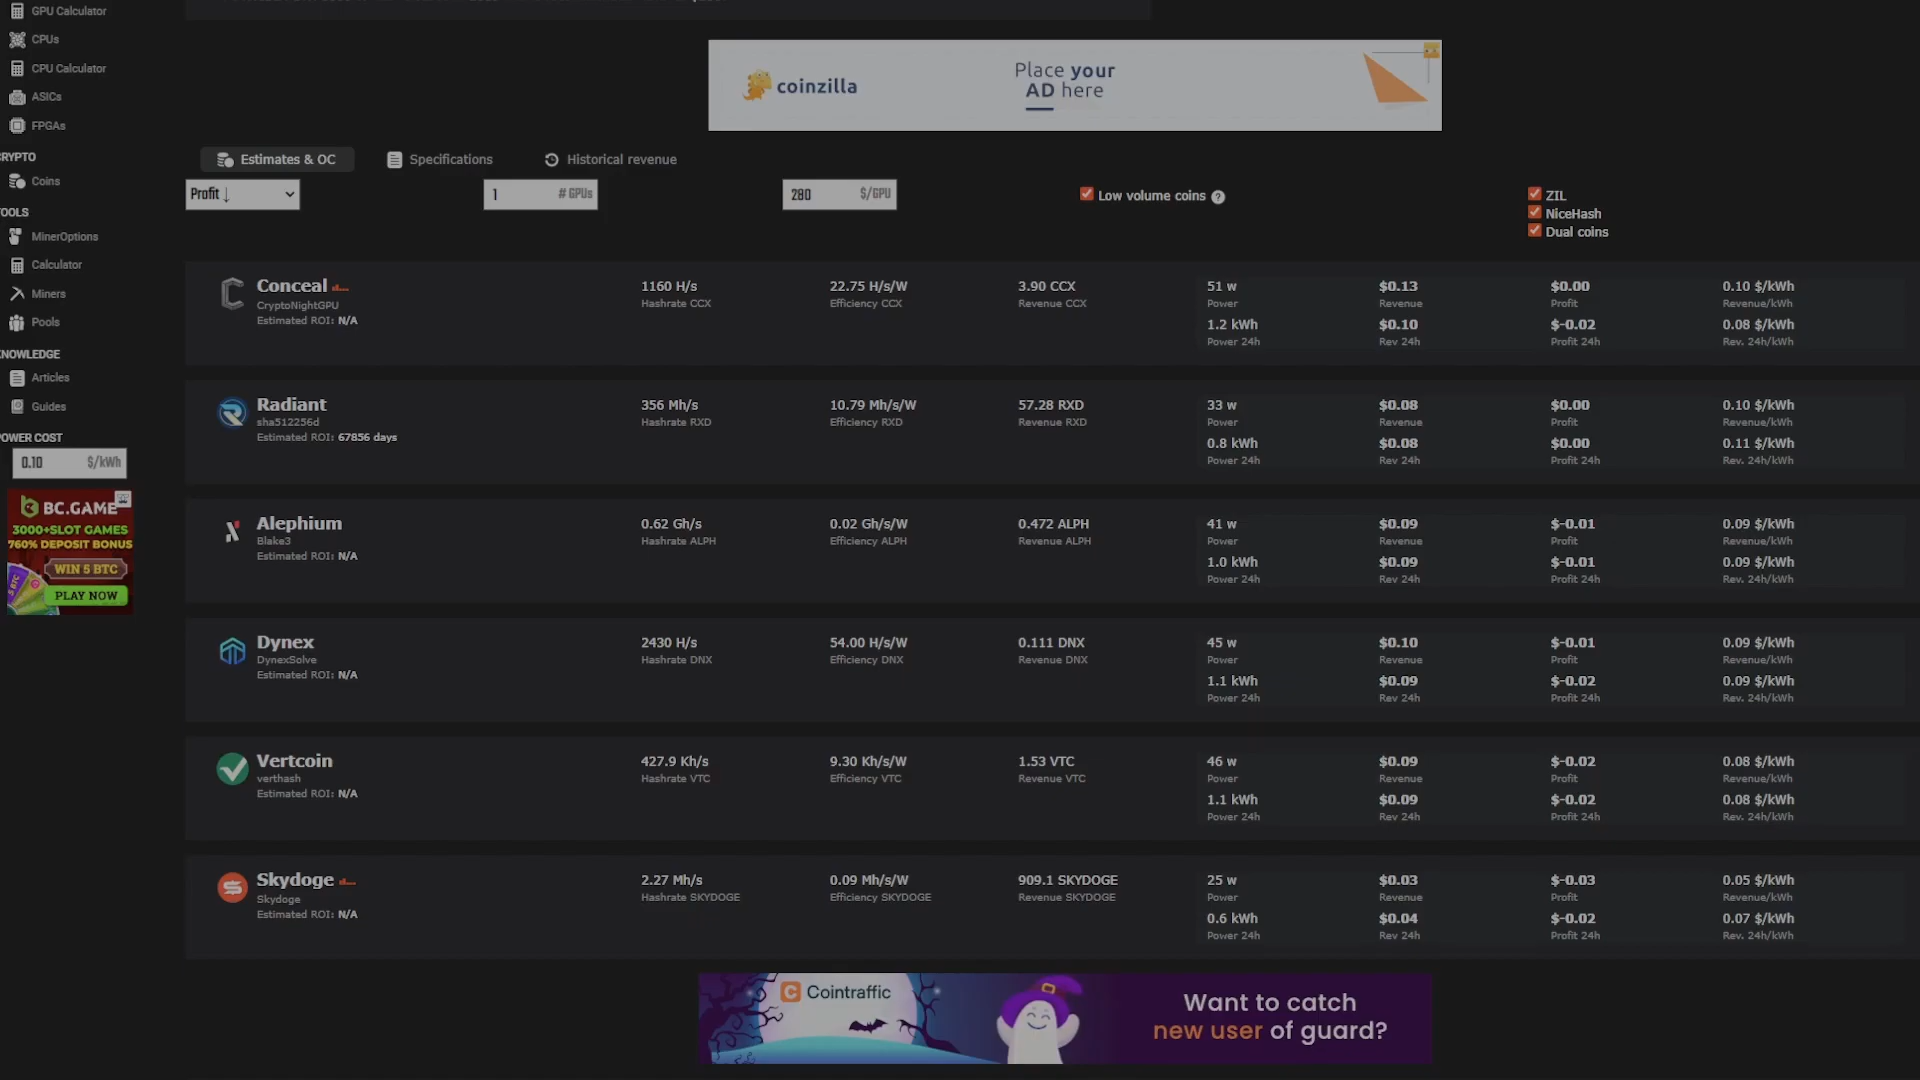 GPU Calculator
CPUs
CPU Calculator
ASICs
FPGAs
CRYPTO
Coins
TOOLS
MinerOptions
Calculator
Miners
Pools
KNOWLEDGE
Articles
Guides
POWER COST
0.10 $/kWh
BC.GAME
3000+SLOT GAMES
760% DEPOSIT BONUS
WIN 5 BTC
PLAY NOW
coinzilla
Place your
AD here
Estimates & OC Specifications Historical revenue
Profit ↓ 1 # GPUs 280 $/GPU Low volume coins ? ZIL
NiceHash
Dual coins
Conceal 1160 H/s 22.75 H/s/W 3.90 CCX 51 w $0.13 $0.00 0.10 $/kWh
CryptoNightGPU Hashrate CCX Efficiency CCX Revenue CCX Power Revenue Profit Revenue/kWh
Estimated ROI: N/A 1.2 kWh $0.10 $-0.02 0.08 $/kWh
Power 24h Rev 24h Profit 24h Rev. 24h/kWh
Radiant 356 Mh/s 10.79 Mh/s/W 57.28 RXD 33 w $0.08 $0.00 0.10 $/kWh
sha512256d Hashrate RXD Efficiency RXD Revenue RXD Power Revenue Profit Revenue/kWh
Estimated ROI: 67856 days 0.8 kWh $0.08 $0.00 0.11 $/kWh
Power 24h Rev 24h Profit 24h Rev. 24h/kWh
Alephium 0.62 Gh/s 0.02 Gh/s/W 0.472 ALPH 41 w $0.09 $-0.01 0.09 $/kWh
Blake3 Hashrate ALPH Efficiency ALPH Revenue ALPH Power Revenue Profit Revenue/kWh
Estimated ROI: N/A 1.0 kWh $0.09 $-0.01 0.09 $/kWh
Power 24h Rev 24h Profit 24h Rev. 24h/kWh
Dynex 2430 H/s 54.00 H/s/W 0.111 DNX 45 w $0.10 $-0.01 0.09 $/kWh
DynexSolve Hashrate DNX Efficiency DNX Revenue DNX Power Revenue Profit Revenue/kWh
Estimated ROI: N/A 1.1 kWh $0.09 $-0.02 0.09 $/kWh
Power 24h Rev 24h Profit 24h Rev. 24h/kWh
Vertcoin 427.9 Kh/s 9.30 Kh/s/W 1.53 VTC 46 w $0.09 $-0.02 0.08 $/kWh
verthash Hashrate VTC Efficiency VTC Revenue VTC Power Revenue Profit Revenue/kWh
Estimated ROI: N/A 1.1 kWh $0.09 $-0.02 0.08 $/kWh
Power 24h Rev 24h Profit 24h Rev. 24h/kWh
Skydoge 2.27 Mh/s 0.09 Mh/s/W 909.1 SKYDOGE 25 w $0.03 $-0.03 0.05 $/kWh
Skydoge Hashrate SKYDOGE Efficiency SKYDOGE Revenue SKYDOGE Power Revenue Profit Revenue/kWh
Estimated ROI: N/A 0.6 kWh $0.04 $-0.02 0.07 $/kWh
Power 24h Rev 24h Profit 24h Rev. 24h/kWh
Cointraffic
Want to catch
new user of guard?